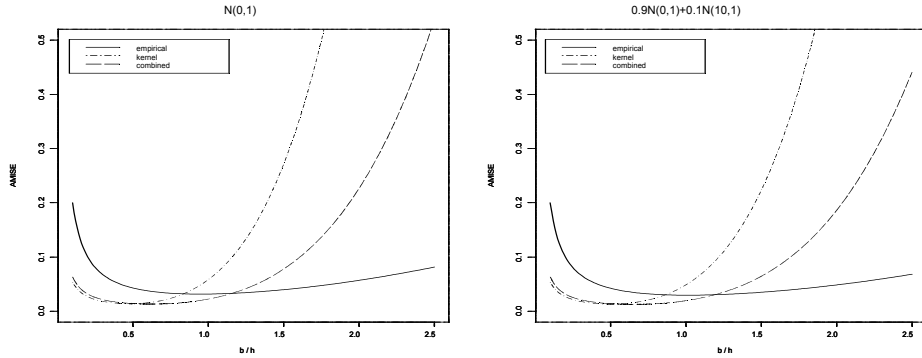 N(0,1)
empirical
kernel
combined
AMISE
0.5
0.4
0.3
0.2
0.1
0.0
0.5
1.0
1.5
2.0
2.5
b / h
0.9N(0,1)+0.1N(10,1)
empirical
kernel
combined
AMISE
0.5
0.4
0.3
0.2
0.1
0.0
0.5
1.0
1.5
2.0
2.5
b / h